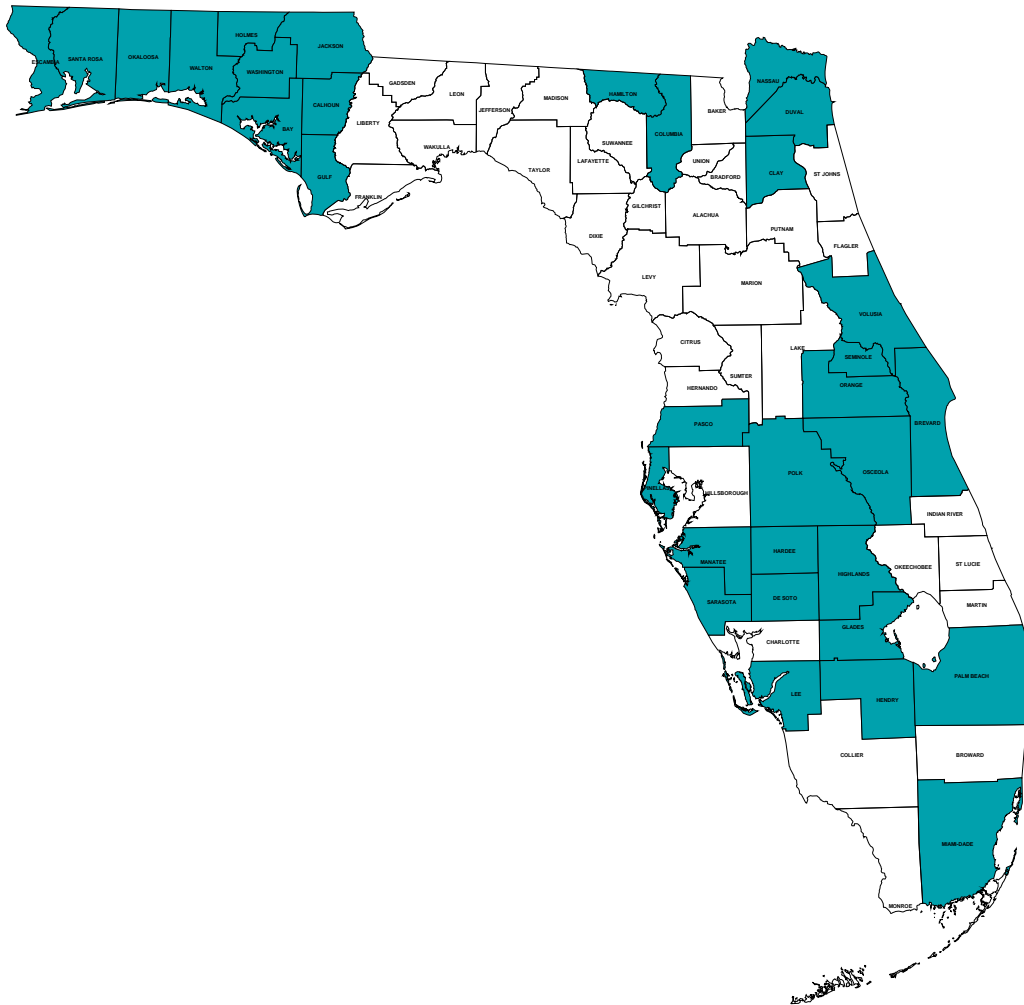 HOLMES
JACKSON
ESCAMBIA
SANTA ROSA
OKALOOSA
WALTON
WASHINGTON
CALHOUN
BAY
GULF
GADSDEN
LEON
JEFFERSON
MADISON
HAMILTON
LIBERTY
WAKULLA
FRANKLIN
TAYLOR
LAFAYETTE
SUWANNEE
COLUMBIA
BAKER
NASSAU
DUVAL
UNION
BRADFORD
CLAY
ST JOHNS
DIXIE
GILCHRIST
ALACHUA
PUTNAM
FLAGLER
LEVY
MARION
VOLUSIA
CITRUS
SUMTER
LAKE
SEMINOLE
HERNANDO
ORANGE
BREVARD
PASCO
POLK
OSCEOLA
PINELLAS
HILLSBOROUGH
INDIAN RIVER
MANATEE
HARDEE
HIGHLANDS
OKEECHOBEE
ST LUCIE
SARASOTA
DE SOTO
MARTIN
CHARLOTTE
GLADES
LEE
HENDRY
PALM BEACH
COLLIER
BROWARD
MIAMI-DADE
MONROE